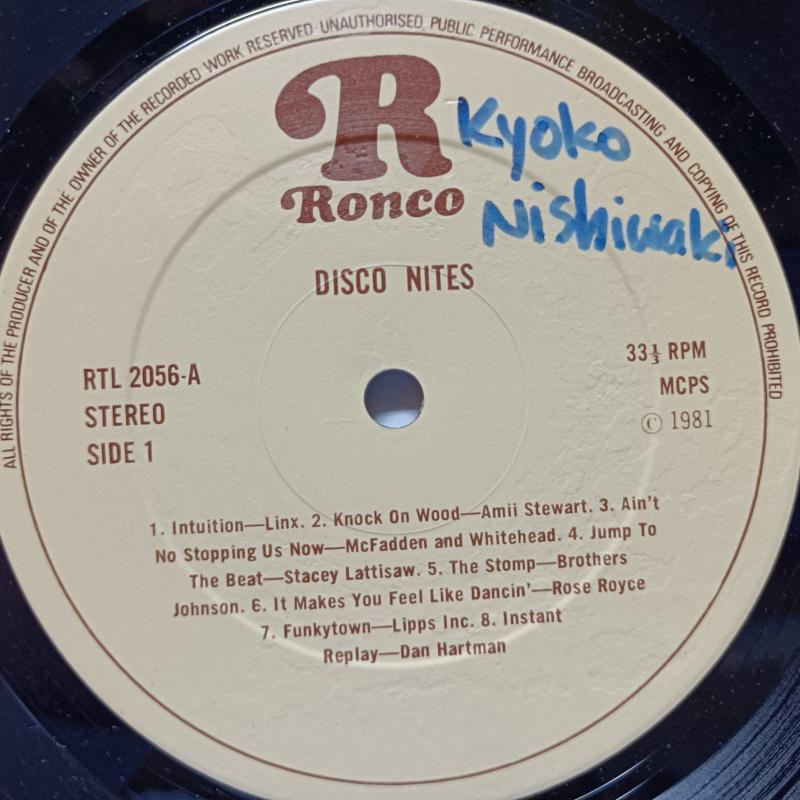 ALL RIGHTS OF THE PRODUCER AND OF THE OWNER OF THE RECORDED WORK RESERVED. UNAUTHORISED, PUBLIC PERFORMANCE BROADCASTING AND COPYING OF THIS RECORD PROHIBITED
R
Ronco
Kyoko
Nishiwaki
DISCO NITES
RTL 2056-A
STEREO
SIDE 1
33⅓ RPM
MCPS
© 1981
1. Intuition—Linx. 2. Knock On Wood—Amii Stewart. 3. Ain't
No Stopping Us Now—McFadden and Whitehead. 4. Jump To
The Beat—Stacey Lattisaw. 5. The Stomp—Brothers
Johnson. 6. It Makes You Feel Like Dancin'—Rose Royce
7. Funkytown—Lipps Inc. 8. Instant
Replay—Dan Hartman